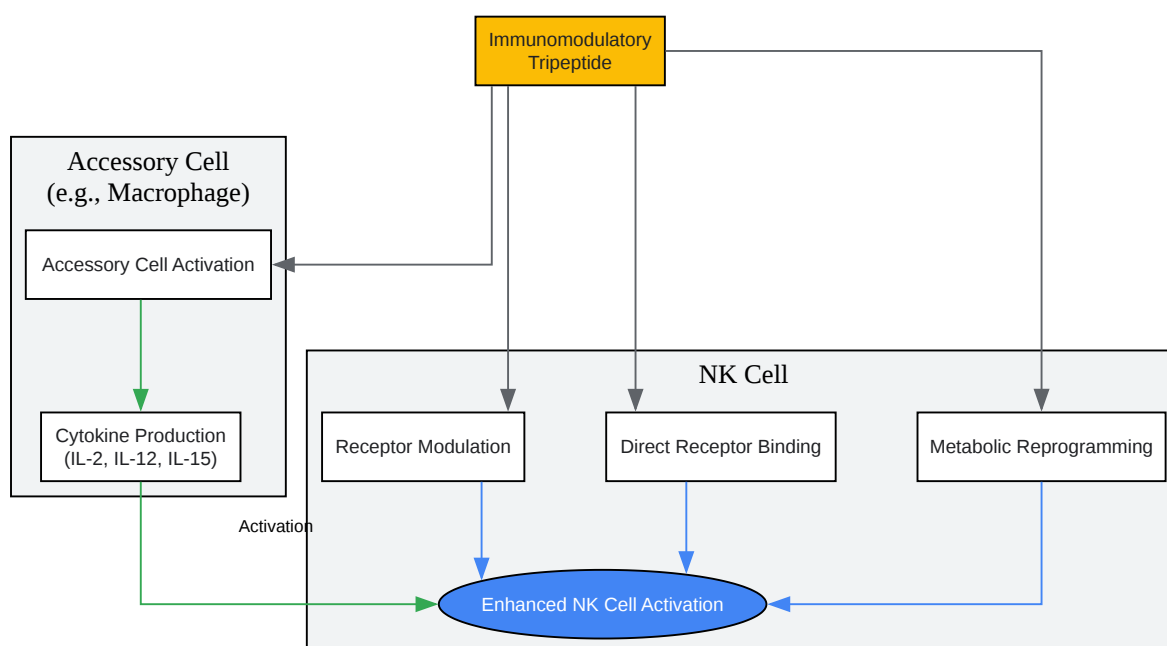 Immunomodulatory
Tripeptide
Accessory Cell
(e.g., Macrophage)
Accessory Cell Activation
NK Cell
Cytokine Production
(IL-2, IL-12, IL-15)
Receptor Modulation
Direct Receptor Binding
Metabolic Reprogramming
Activation
Enhanced NK Cell Activation